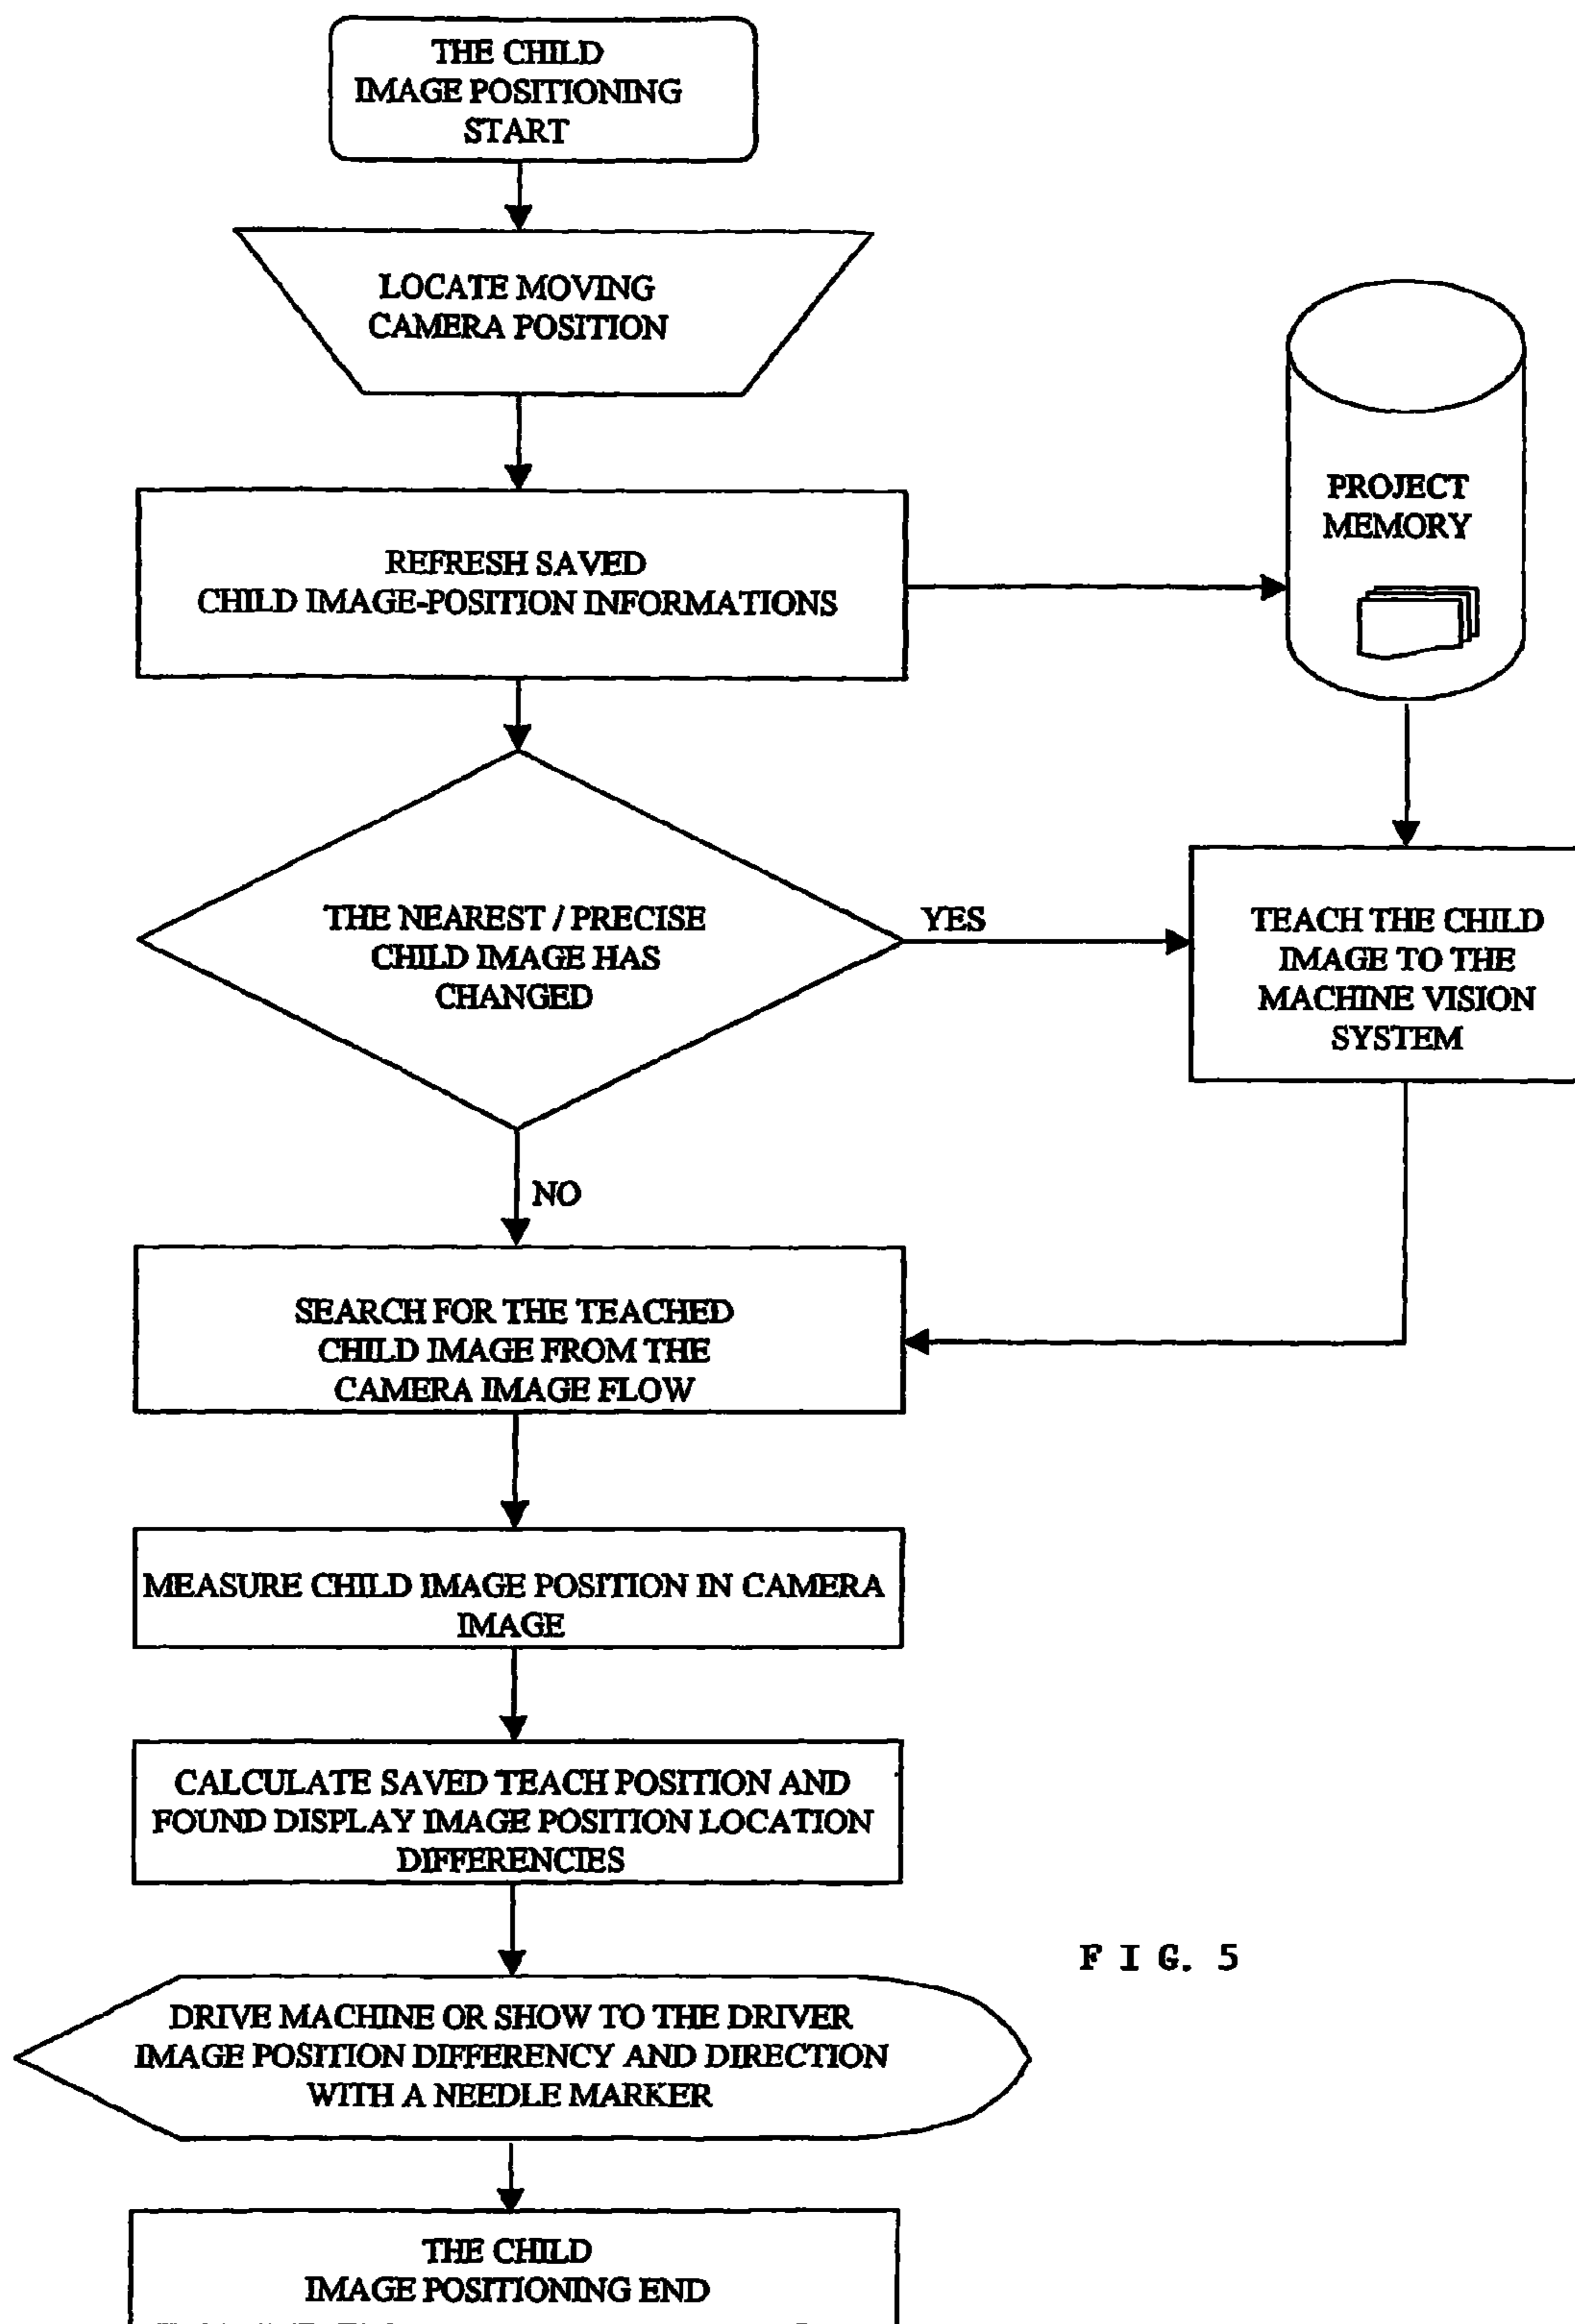 THE CHILD
IMAGE POSITIONING
START
LOCATE MOVING
CAMERA POSITION
REFRESH SAVED
CHILD IMAGE-POSITION INFORMATIONS
PROJECT
MEMORY
THE NEAREST / PRECISE
CHILD IMAGE HAS
CHANGED
YES
TEACH THE CHILD
IMAGE TO THE
MACHINE VISION
SYSTEM
NO
SEARCH FOR THE TEACHED
CHILD IMAGE FROM THE
CAMERA IMAGE FLOW
MEASURE CHILD IMAGE POSITION IN CAMERA
IMAGE
CALCULATE SAVED TEACH POSITION AND
FOUND DISPLAY IMAGE POSITION LOCATION
DIFFERENCIES
FIG. 5
DRIVE MACHINE OR SHOW TO THE DRIVER
IMAGE POSITION DIFFERENCY AND DIRECTION
WITH A NEEDLE MARKER
THE CHILD
IMAGE POSITIONING END